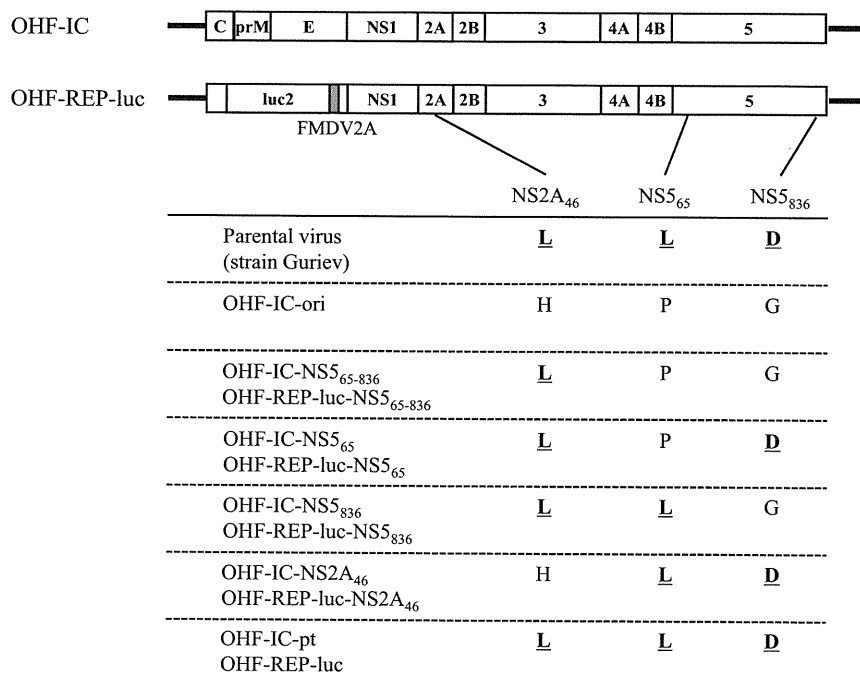 OHF-IC C prM E NS1 2A 2B 3 4A 4B 5
OHF-REP-luc luc2 NS1 2A 2B 3 4A 4B 5
FMDV2A
NS2A46 NS565 NS5836
Parental virus L L D
(strain Guriev)
OHF-IC-ori H P G
OHF-IC-NS565-836 L P G
OHF-REP-luc-NS565-836
OHF-IC-NS565 L P D
OHF-REP-luc-NS565
OHF-IC-NS5836 L L G
OHF-REP-luc-NS5836
OHF-IC-NS2A46 H L D
OHF-REP-luc-NS2A46
OHF-IC-pt L L D
OHF-REP-luc